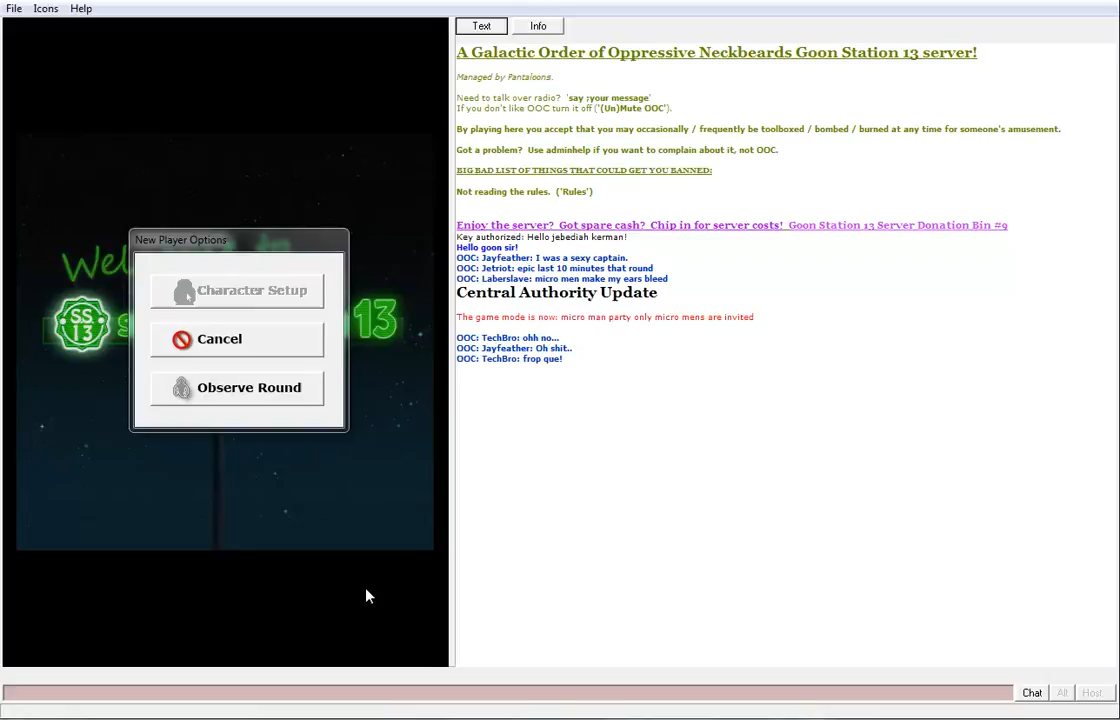 File Icons Help
Text Info
A Galactic Order of Oppressive Neckbeards Goon Station 13 server!
Managed by Pantaloons.
Need to talk over radio? 'say ;your message'
If you don't like OOC turn it off ('(Un)Mute OOC').
By playing here you accept that you may occasionally / frequently be toolboxed / bombed / burned at any time for someone's amusement.
Got a problem? Use adminhelp if you want to complain about it, not OOC.
BIG BAD LIST OF THINGS THAT COULD GET YOU BANNED:
Not reading the rules. ('Rules')
Enjoy the server? Got spare cash? Chip in for server costs! Goon Station 13 Server Donation Bin #9
Key authorized: Hello jebediah kerman!
Hello goon sir!
OOC: Jayfeather: I was a sexy captain.
OOC: Jetriot: epic last 10 minutes that round
OOC: Laberslave: micro men make my ears bleed
Central Authority Update
The game mode is now: micro man party only micro mens are invited
OOC: TechBro: ohh no...
OOC: Jayfeather: Oh shit..
OOC: TechBro: frop que!
New Player Options
Character Setup
Cancel
Observe Round
Wel
S.S.
13
13
Chat Alt Host